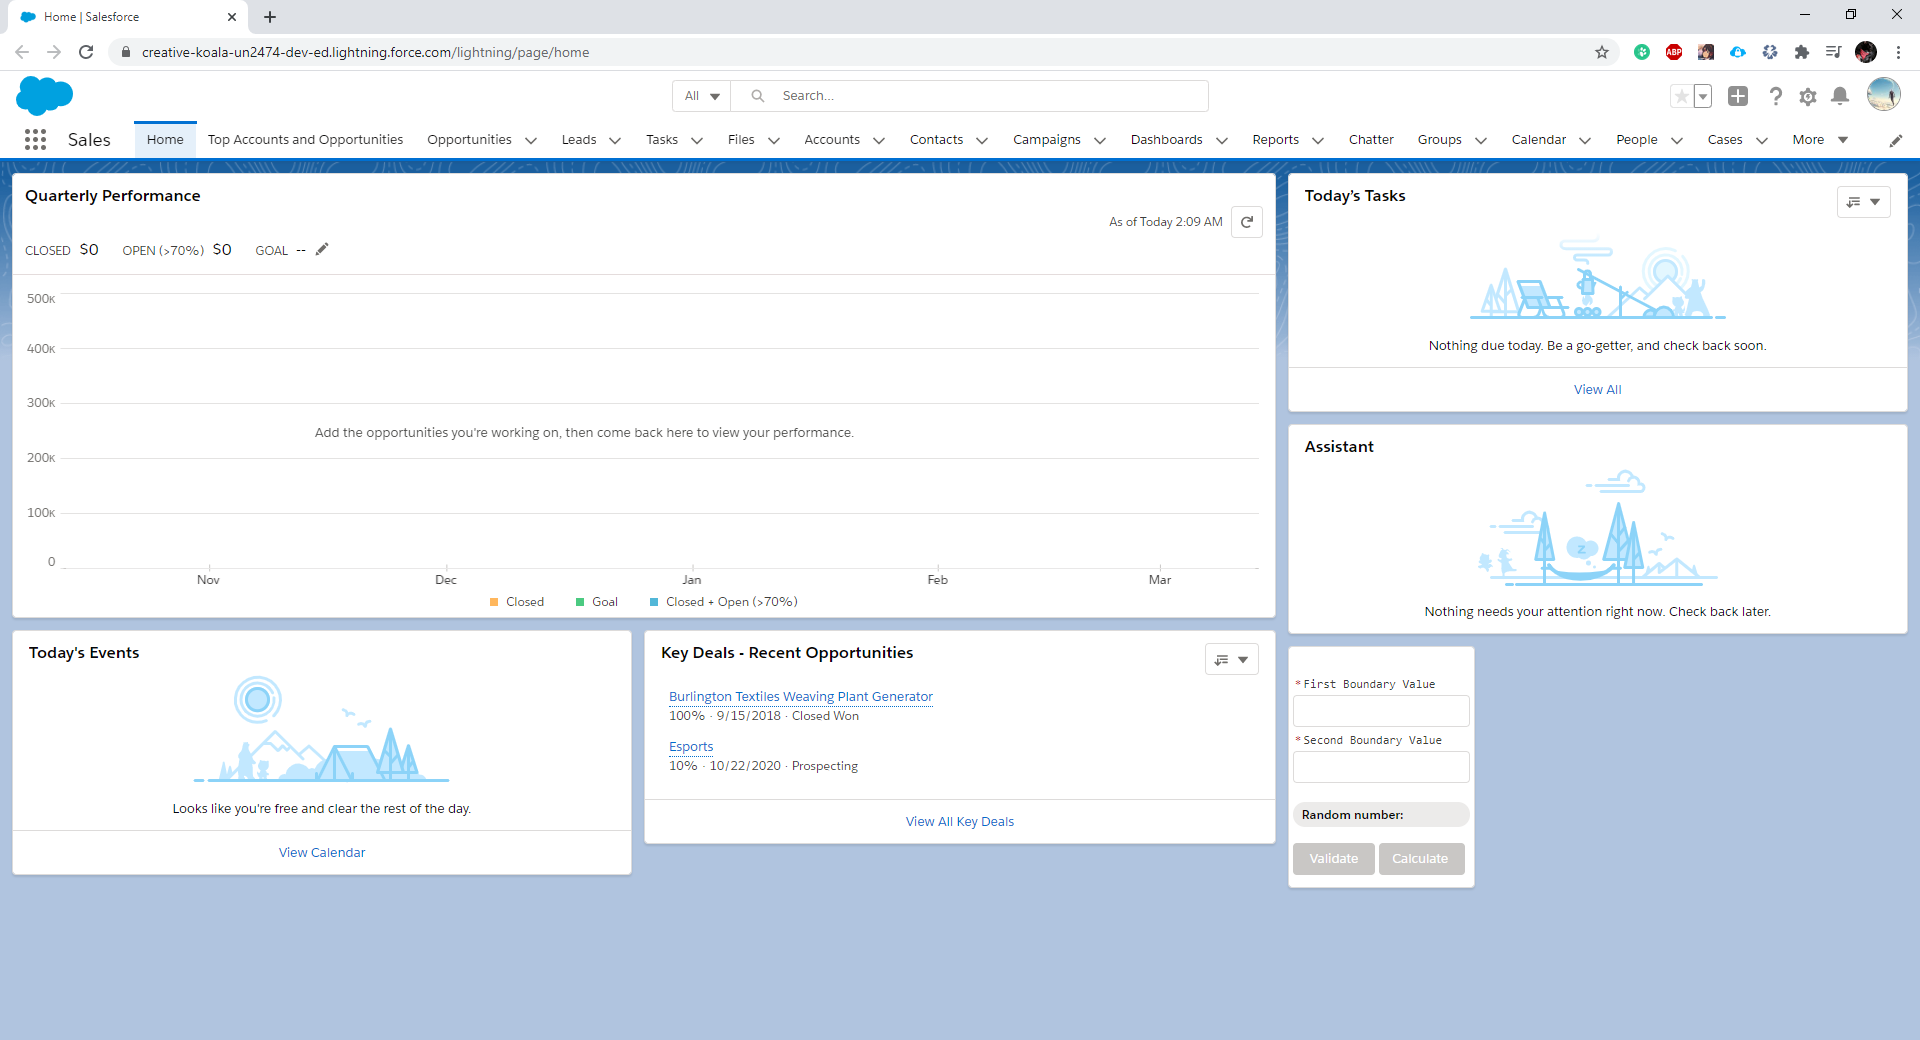 Home | Salesforce
creative-koala-un2474-dev-ed.lightning.force.com/lightning/page/home
ABP
All
Search...
Sales
Home
Top Accounts and Opportunities
Opportunities
Leads
Tasks
Files
Accounts
Contacts
Campaigns
Dashboards
Reports
Chatter
Groups
Calendar
People
Cases
More
Quarterly Performance
As of Today 2:09 AM
CLOSED $0 OPEN (>70%) $0 GOAL --
500K
400K
300K
200K
100K
0
Add the opportunities you're working on, then come back here to view your performance.
Nov Dec Jan Feb Mar
Closed Goal Closed + Open (>70%)
Today's Events
Looks like you're free and clear the rest of the day.
View Calendar
Key Deals - Recent Opportunities
Burlington Textiles Weaving Plant Generator
100% · 9/15/2018 · Closed Won
Esports
10% · 10/22/2020 · Prospecting
View All Key Deals
Today’s Tasks
Nothing due today. Be a go-getter, and check back soon.
View All
Assistant
z
Nothing needs your attention right now. Check back later.
*First Boundary Value
*Second Boundary Value
Random number:
Validate Calculate